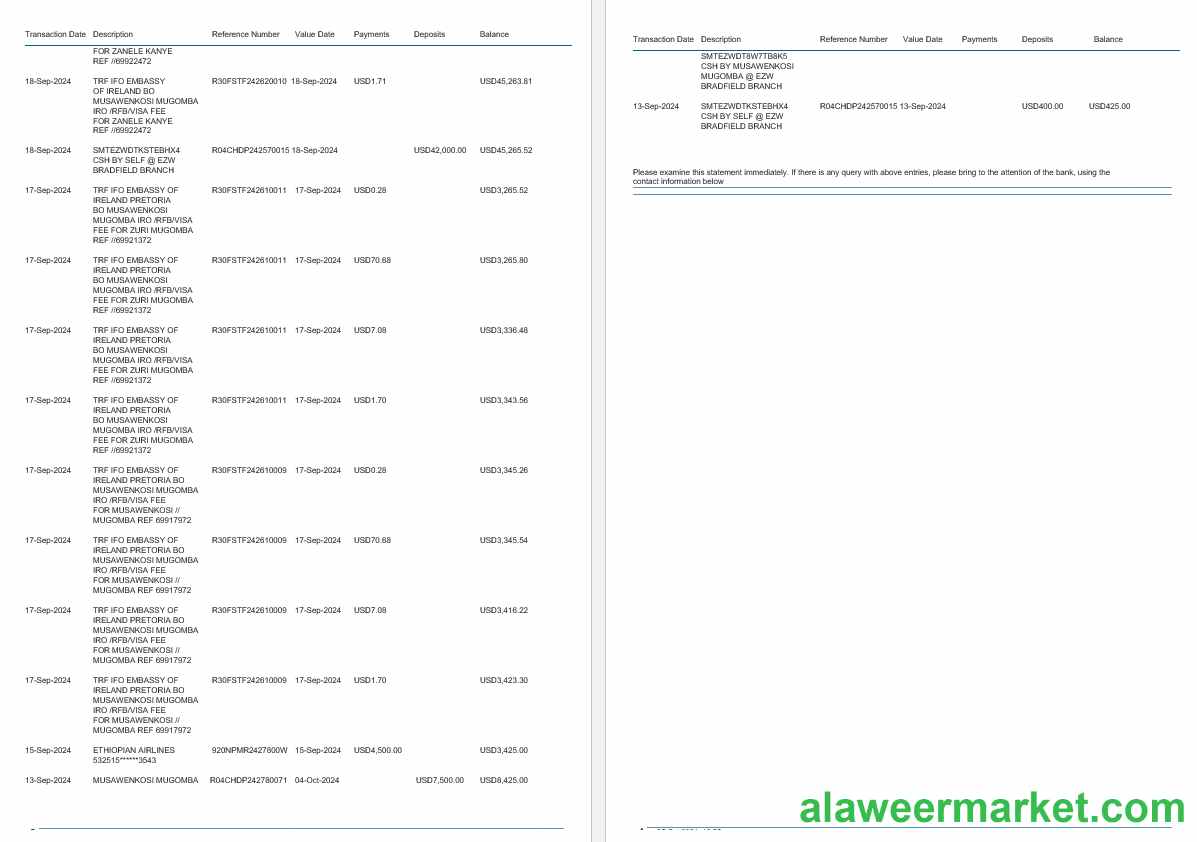 Transaction Date Description Reference Number Value Date Payments Deposits Balance
FOR ZANELE KANYE
REF //69922472
18-Sep-2024 TRF IFO EMBASSY R30FSTF242620010 18-Sep-2024 USD1.71 USD45,263.81
OF IRELAND BO
MUSAWENKOSI MUGOMBA
IRO /RFB/VISA FEE
FOR ZANELE KANYE
REF //69922472
18-Sep-2024 SMTEZWDTKSTEBHX4 R04CHDP242570015 18-Sep-2024 USD42,000.00 USD45,265.52
CSH BY SELF @ EZW
BRADFIELD BRANCH
17-Sep-2024 TRF IFO EMBASSY OF R30FSTF242610011 17-Sep-2024 USD0.28 USD3,265.52
IRELAND PRETORIA
BO MUSAWENKOSI
MUGOMBA IRO /RFB/VISA
FEE FOR ZURI MUGOMBA
REF //69921372
17-Sep-2024 TRF IFO EMBASSY OF R30FSTF242610011 17-Sep-2024 USD70.68 USD3,265.80
IRELAND PRETORIA
BO MUSAWENKOSI
MUGOMBA IRO /RFB/VISA
FEE FOR ZURI MUGOMBA
REF //69921372
17-Sep-2024 TRF IFO EMBASSY OF R30FSTF242610011 17-Sep-2024 USD7.08 USD3,336.48
IRELAND PRETORIA
BO MUSAWENKOSI
MUGOMBA IRO /RFB/VISA
FEE FOR ZURI MUGOMBA
REF //69921372
17-Sep-2024 TRF IFO EMBASSY OF R30FSTF242610011 17-Sep-2024 USD1.70 USD3,343.56
IRELAND PRETORIA
BO MUSAWENKOSI
MUGOMBA IRO /RFB/VISA
FEE FOR ZURI MUGOMBA
REF //69921372
17-Sep-2024 TRF IFO EMBASSY OF R30FSTF242610009 17-Sep-2024 USD0.28 USD3,345.26
IRELAND PRETORIA BO
MUSAWENKOSI MUGOMBA
IRO /RFB/VISA FEE
FOR MUSAWENKOSI //
MUGOMBA REF 69917972
17-Sep-2024 TRF IFO EMBASSY OF R30FSTF242610009 17-Sep-2024 USD70.68 USD3,345.54
IRELAND PRETORIA BO
MUSAWENKOSI MUGOMBA
IRO /RFB/VISA FEE
FOR MUSAWENKOSI //
MUGOMBA REF 69917972
17-Sep-2024 TRF IFO EMBASSY OF R30FSTF242610009 17-Sep-2024 USD7.08 USD3,416.22
IRELAND PRETORIA BO
MUSAWENKOSI MUGOMBA
IRO /RFB/VISA FEE
FOR MUSAWENKOSI //
MUGOMBA REF 69917972
17-Sep-2024 TRF IFO EMBASSY OF R30FSTF242610009 17-Sep-2024 USD1.70 USD3,423.30
IRELAND PRETORIA BO
MUSAWENKOSI MUGOMBA
IRO /RFB/VISA FEE
FOR MUSAWENKOSI //
MUGOMBA REF 69917972
15-Sep-2024 ETHIOPIAN AIRLINES 920NPMR2427800W 15-Sep-2024 USD4,500.00 USD3,425.00
532515******3543
13-Sep-2024 MUSAWENKOSI MUGOMBA R04CHDP242780071 04-Oct-2024 USD7,500.00 USD8,425.00
Transaction Date Description Reference Number Value Date Payments Deposits Balance
SMTEZWDT8W7TB8K5
CSH BY MUSAWENKOSI
MUGOMBA @ EZW
BRADFIELD BRANCH
13-Sep-2024 SMTEZWDTKSTEBHX4 R04CHDP242570015 13-Sep-2024 USD400.00 USD425.00
CSH BY SELF @ EZW
BRADFIELD BRANCH
Please examine this statement immediately. If there is any query with above entries, please bring to the attention of the bank, using the
contact information below
alaweermarket.com